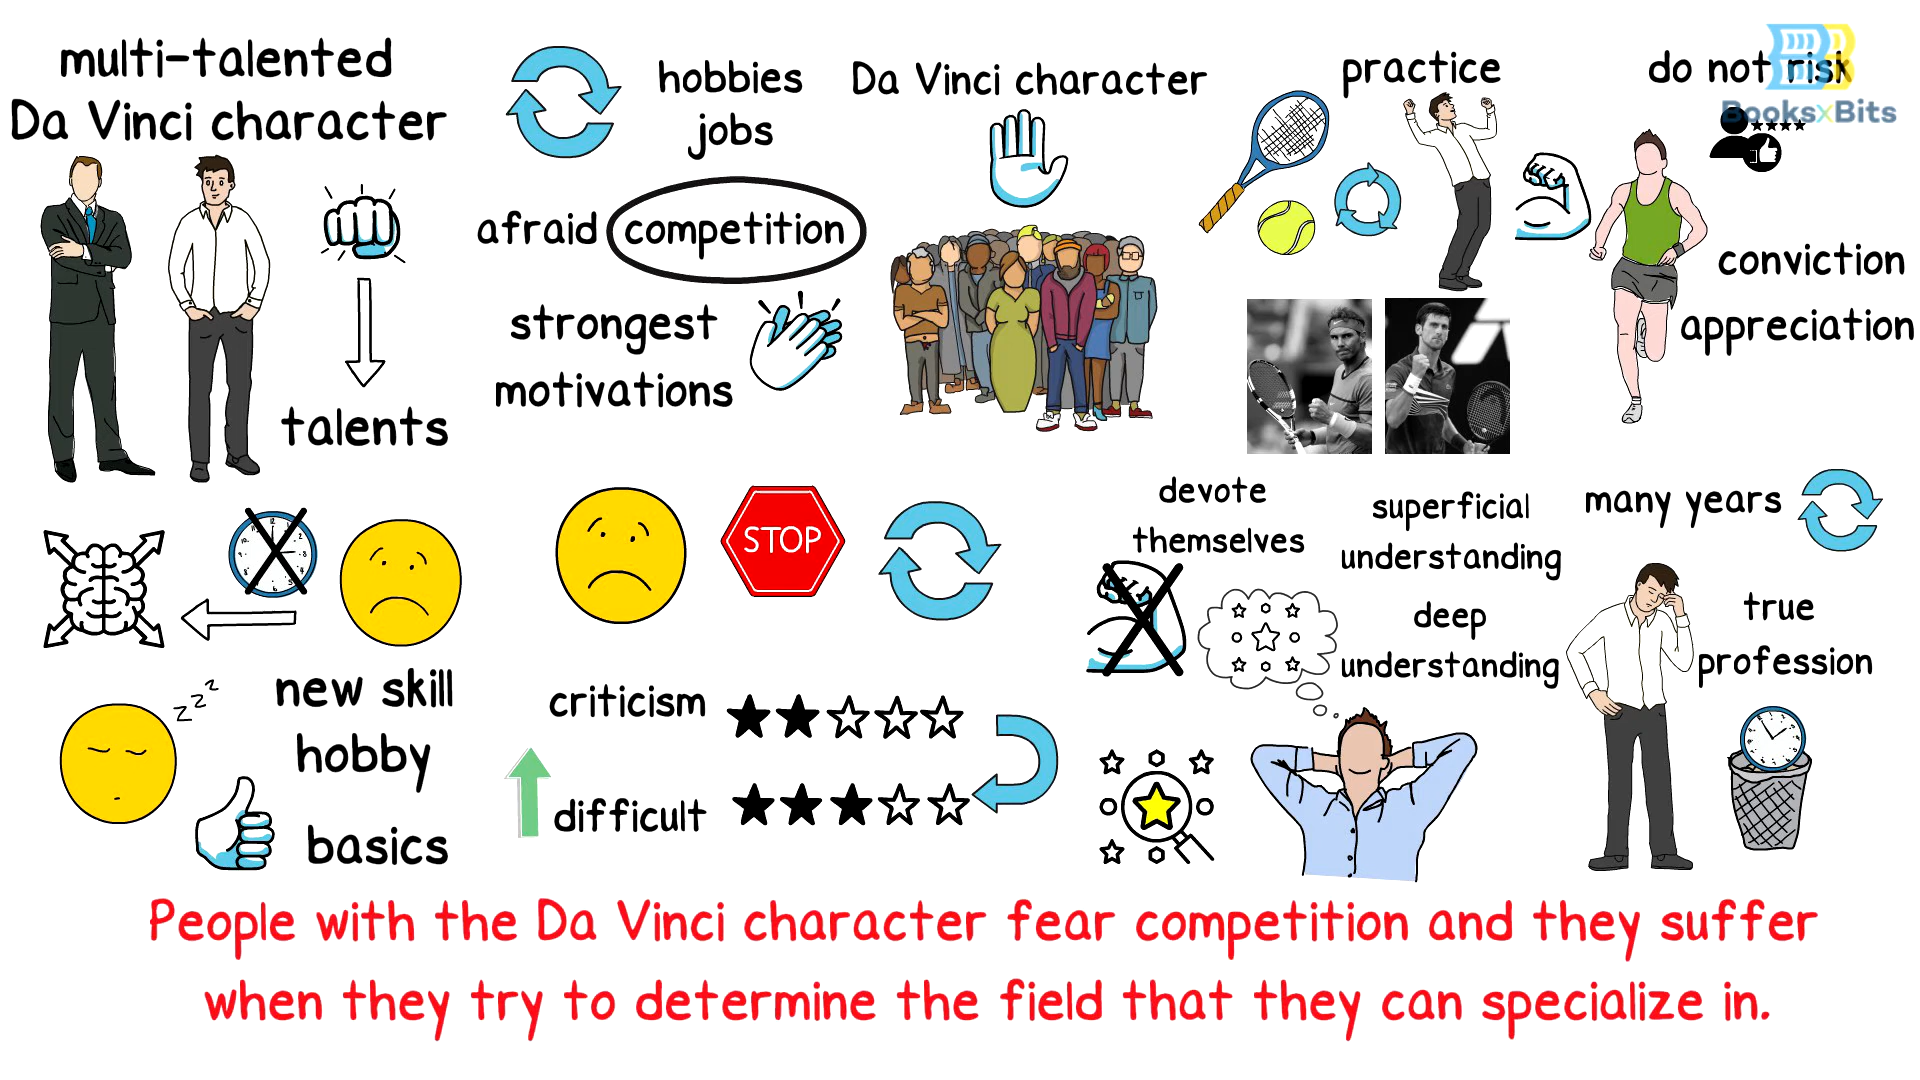 multi-talented
Da Vinci character
talents
hobbies
jobs
afraid competition
strongest
motivations
Da Vinci character
practice
do not risk
BooksxBits
conviction
appreciation
new skill
hobby
basics
zzz
STOP
criticism
difficult
devote
themselves
superficial
understanding
deep
understanding
many years
true
profession
People with the Da Vinci character fear competition and they suffer
when they try to determine the field that they can specialize in.